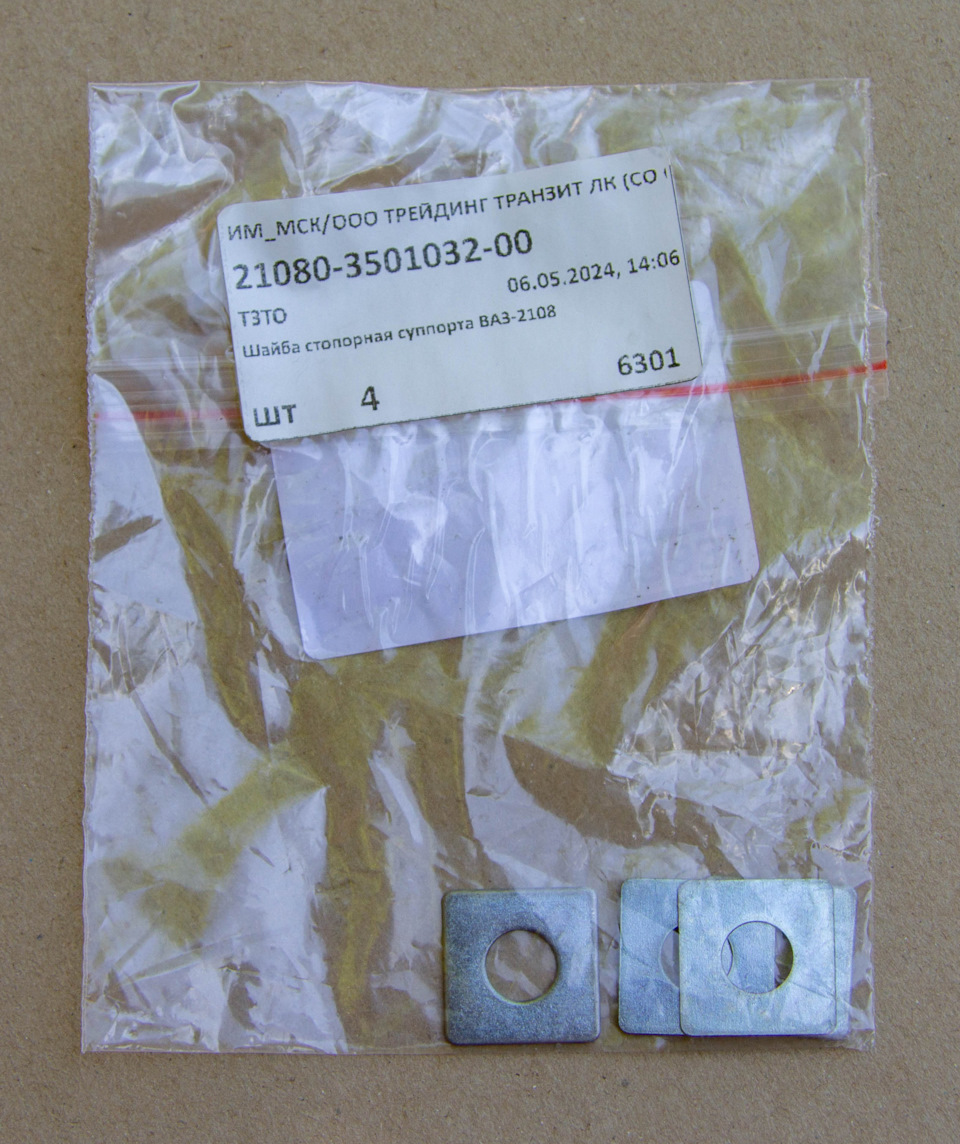 ИМ_МСК/ООО ТРЕЙДИНГ ТРАНЗИТ ЛК (СО
21080-3501032-00
06.05.2024, 14:06
ТЗТО
Шайба стопорная суппорта ВАЗ-2108
6301
ШТ 4